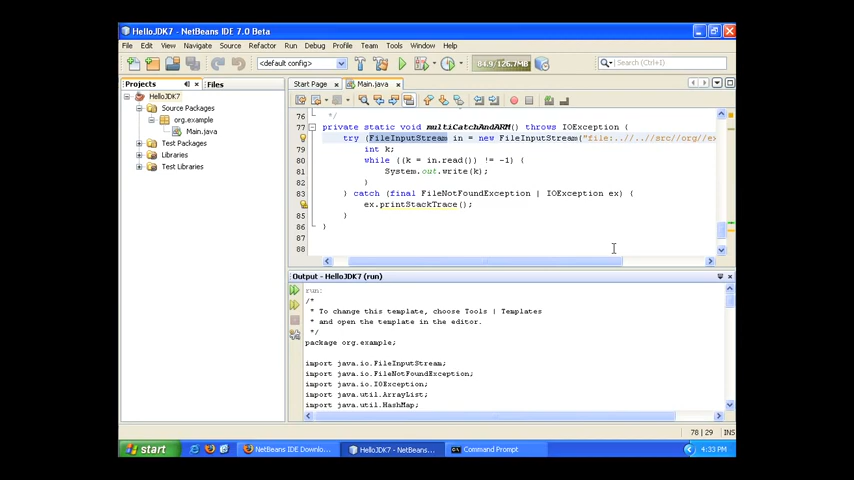 HelloJDK7 - NetBeans IDE 7.0 Beta
File Edit View Navigate Source Refactor Run Debug Profile Team Tools Window Help
<default config>
84.9/126.7MB
Search (Ctrl+I)
Projects
Files
Start Page
Main.java
HelloJDK7
Source Packages
org.example
Main.java
Test Packages
Libraries
Test Libraries
76 */
77 private static void multiCatchAndARM() throws IOException {
try (FileInputStream in = new FileInputStream("file:..//..//src//org//ex
79 int k;
80 while ((k = in.read()) != -1) {
81 System.out.write(k);
82 }
83 } catch (final FileNotFoundException | IOException ex) {
ex.printStackTrace();
85 }
86 }
87
88
Output - HelloJDK7 (run)
run:
/*
* To change this template, choose Tools | Templates
* and open the template in the editor.
*/
package org.example;
import java.io.FileInputStream;
import java.io.FileNotFoundException;
import java.io.IOException;
import java.util.ArrayList;
import java.util.HashMap;
78 | 29 INS
start
NetBeans IDE Downlo...
HelloJDK7 - NetBeans...
Command Prompt
4:33 PM